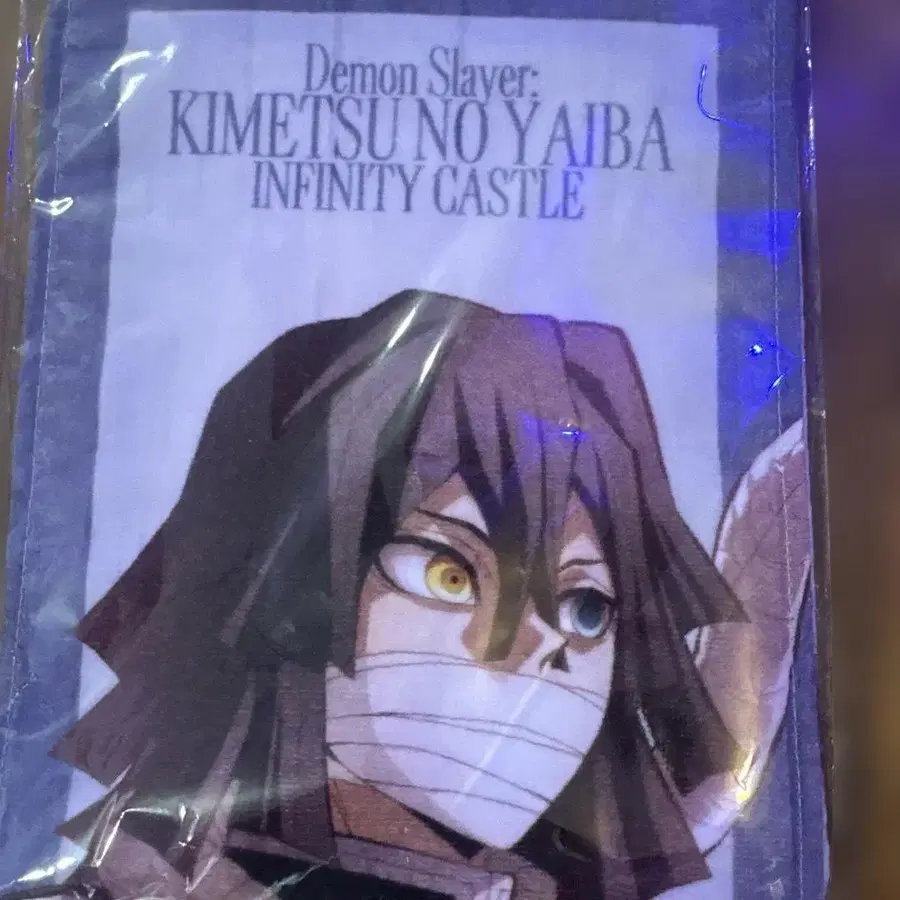 Demon Slayer:
KIMETSU NO YAIBA
INFINITY CASTLE